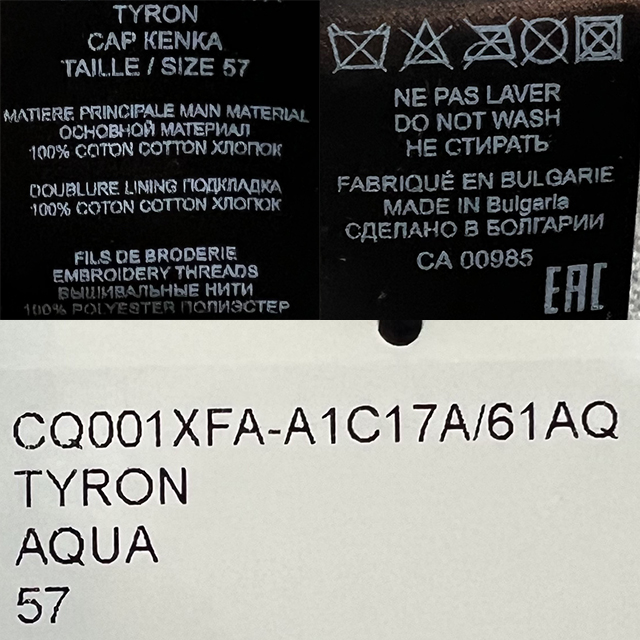 TYRON
CAP КЕПКА
TAILLE / SIZE 57
MATIERE PRINCIPALE MAIN MATERIAL
ОСНОВНОЙ МАТЕРИАЛ
100% COTON COTTON ХЛОПОК
DOUBLURE LINING ПОДКЛАДКА
100% COTON COTTON ХЛОПОК
FILS DE BRODERIE
EMBROIDERY THREADS
ВЫШИВАЛЬНЫЕ НИТИ
100% POLYESTER ПОЛИЭСТЕР
NE PAS LAVER
DO NOT WASH
НЕ СТИРАТЬ
FABRIQUÉ EN BULGARIE
MADE IN Bulgaria
СДЕЛАНО В БОЛГАРИИ
CA 00985
EAC
CQ001XFA-A1C17A/61AQ
TYRON
AQUA
57